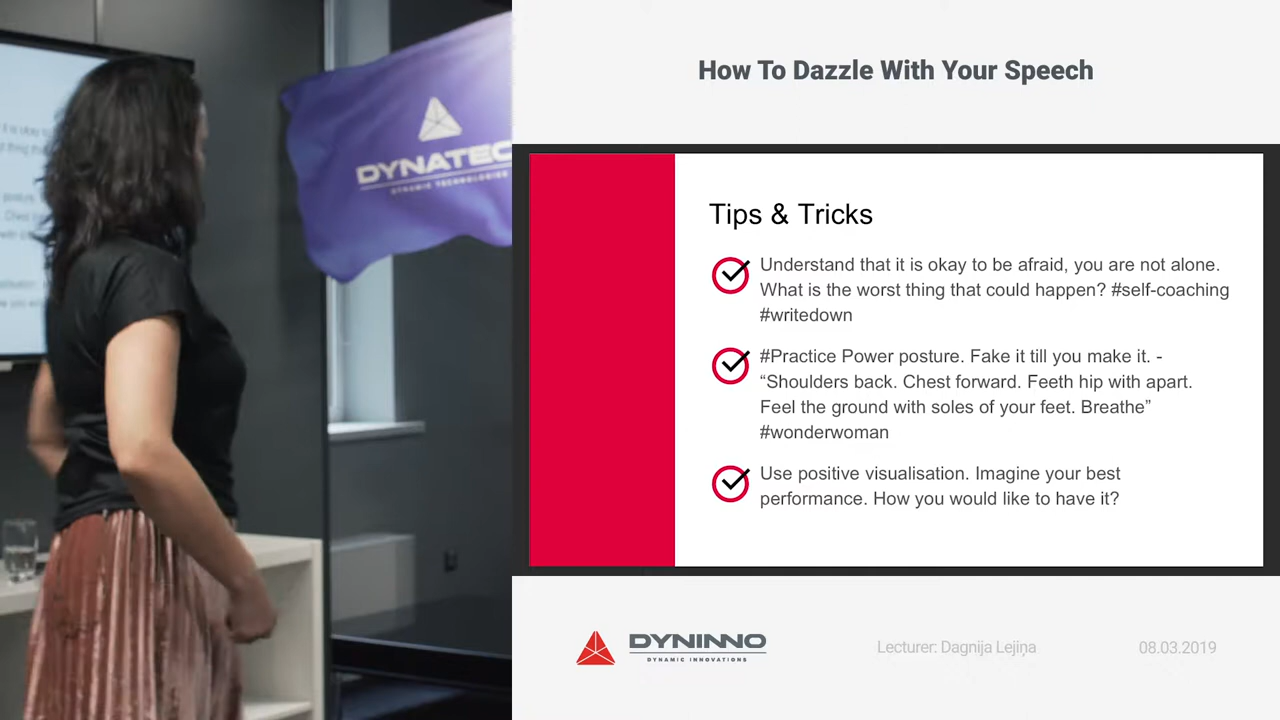 DYNATEC
DYNAMIC TECHNOLOGIES
How To Dazzle With Your Speech
Tips & Tricks
Understand that it is okay to be afraid, you are not alone.
What is the worst thing that could happen? #self-coaching
#writedown
#Practice Power posture. Fake it till you make it. -
“Shoulders back. Chest forward. Feeth hip with apart.
Feel the ground with soles of your feet. Breathe”
#wonderwoman
Use positive visualisation. Imagine your best
performance. How you would like to have it?
DYNINNO
DYNAMIC INNOVATIONS
Lecturer: Dagnija Lejiņa
08.03.2019